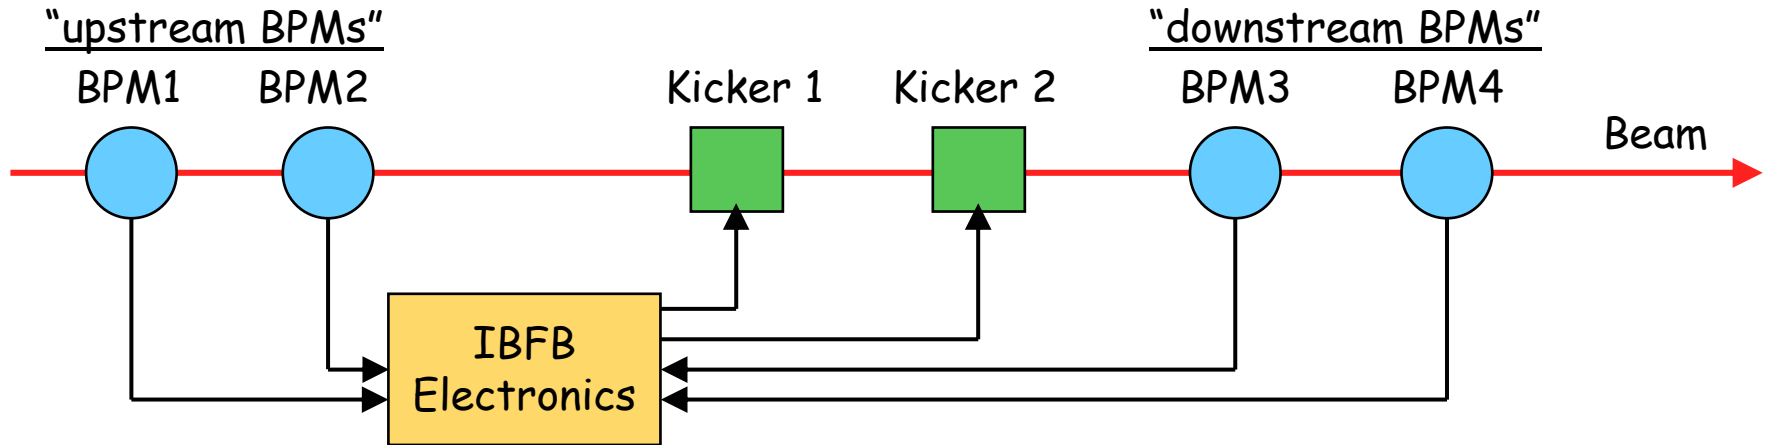 “upstream BPMs”
“downstream BPMs”
BPM1
BPM2
Kicker 1
Kicker 2
BPM3
BPM4
Beam
IBFB
Electronics